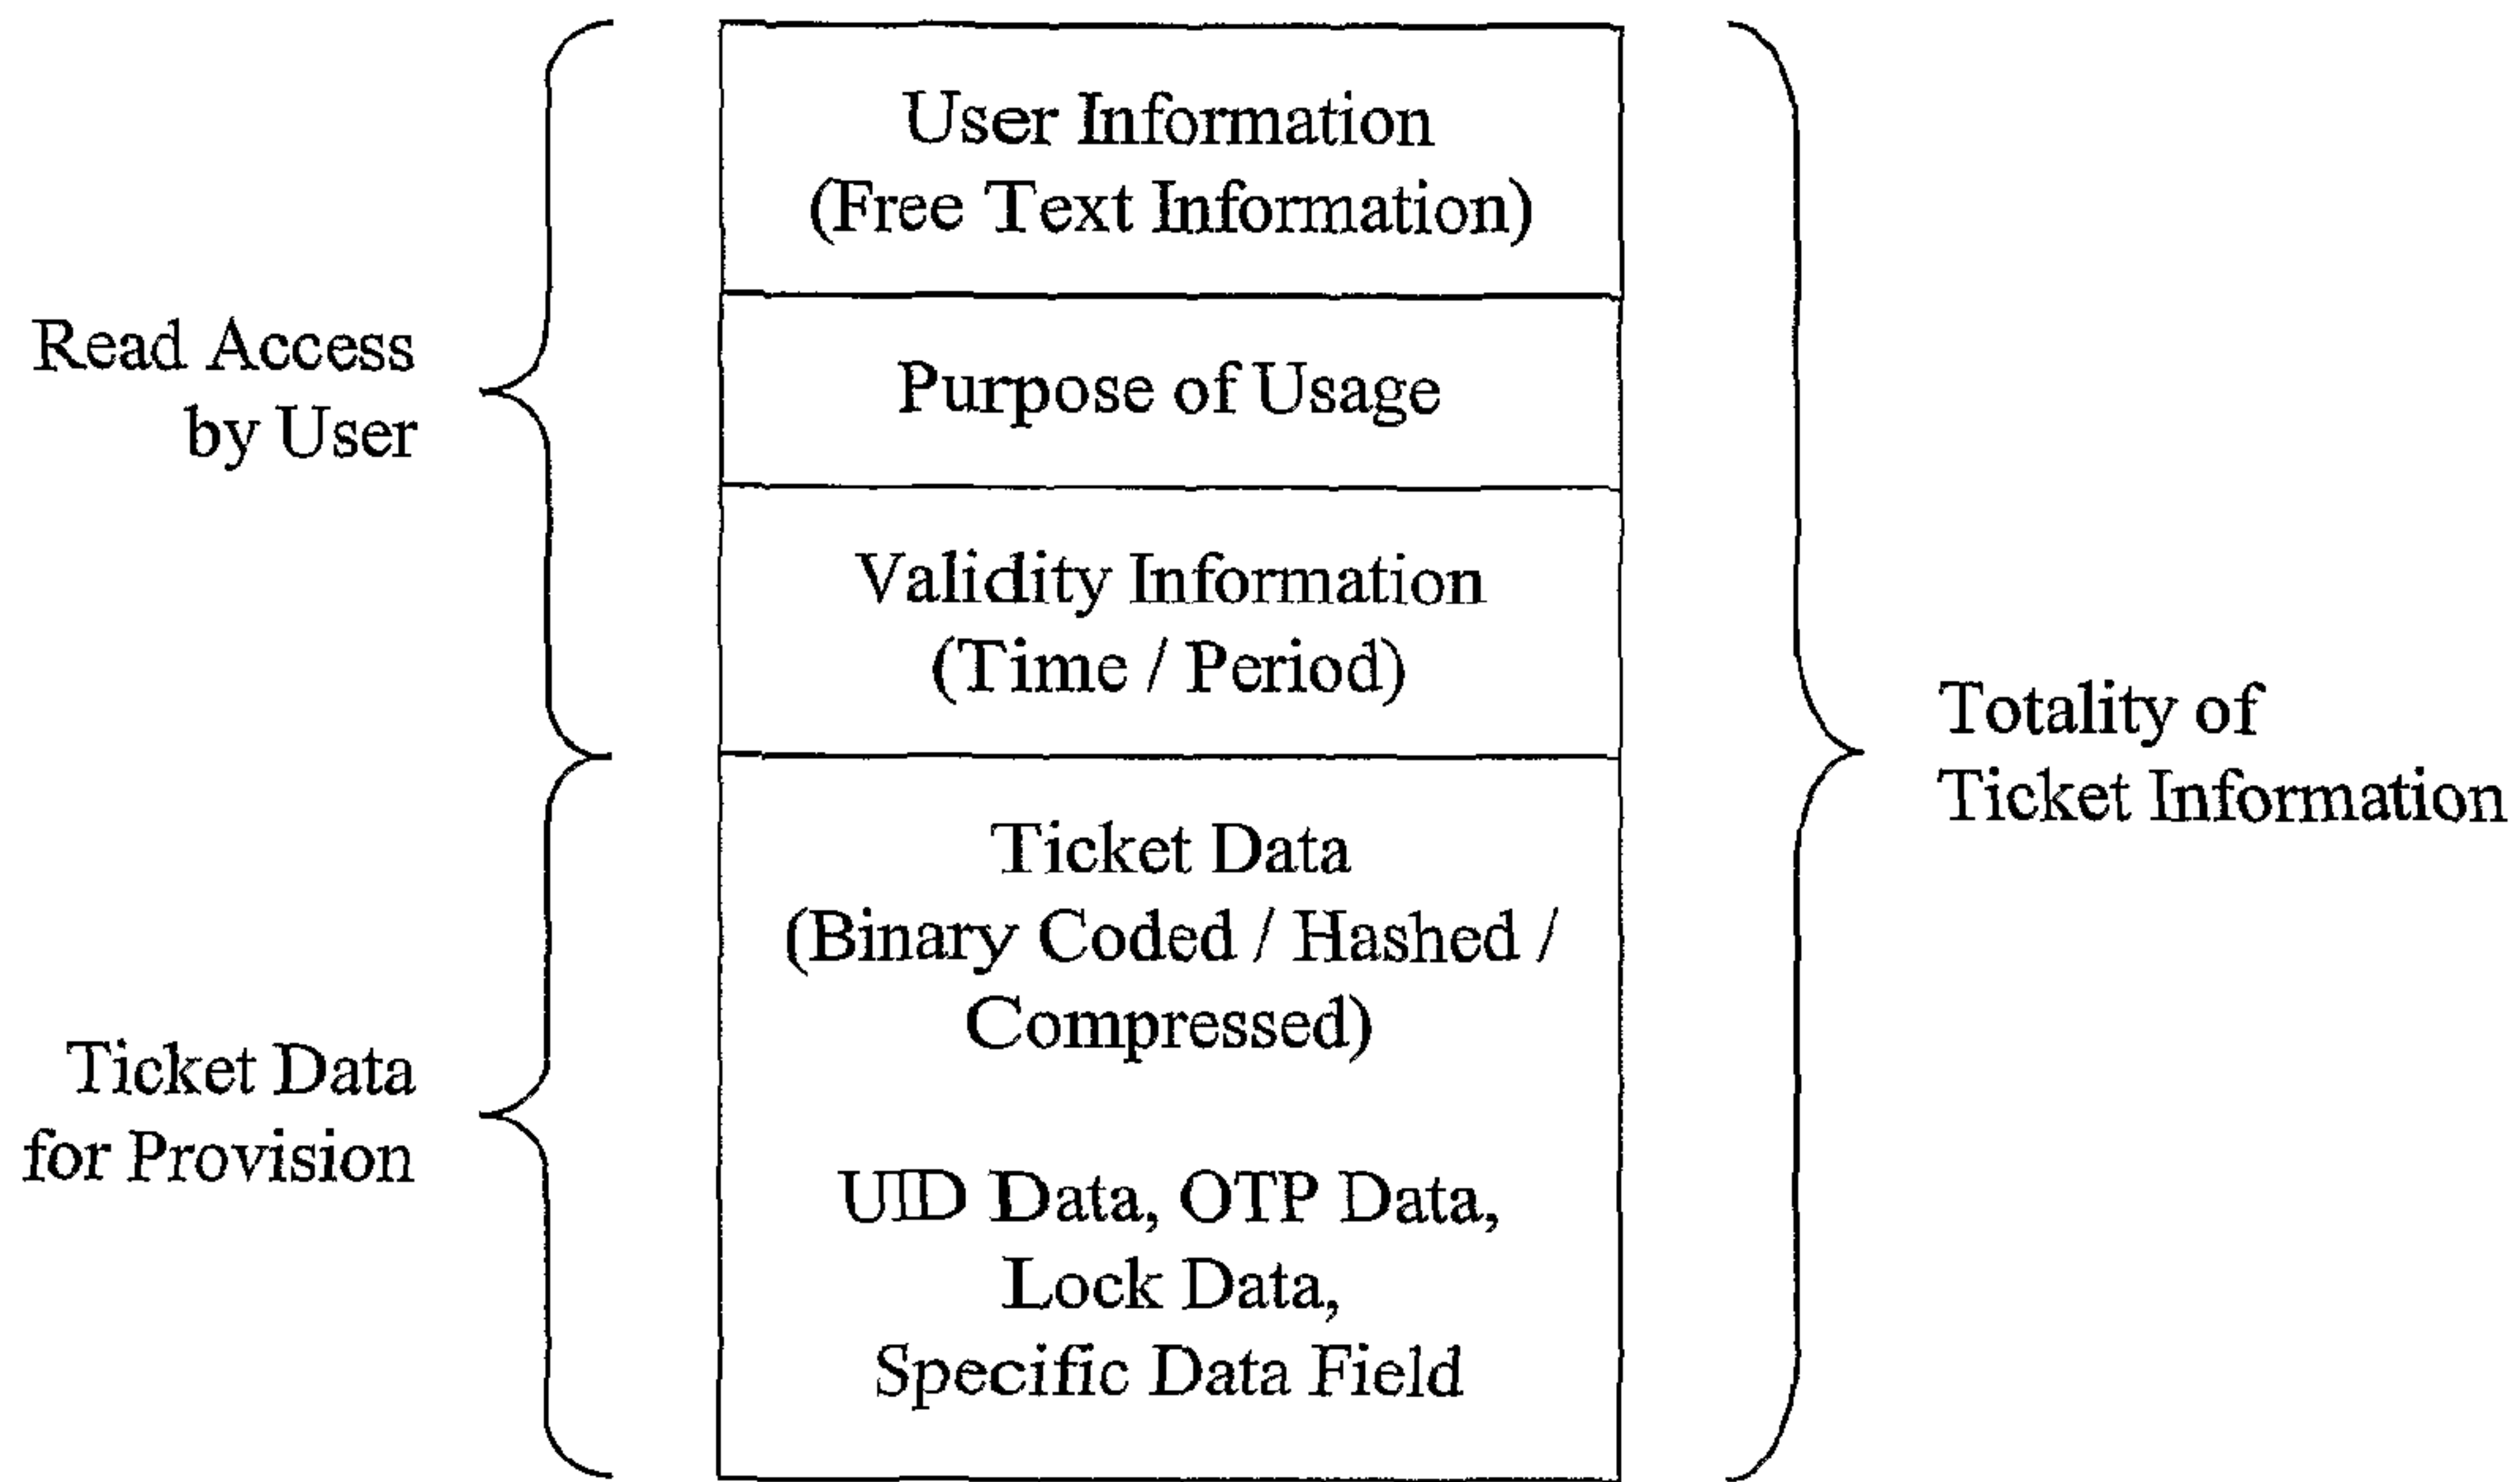 Read Access
by User
Ticket Data
for Provision
User Information
(Free Text Information)
Purpose of Usage
Validity Information
(Time / Period)
Ticket Data
(Binary Coded / Hashed /
Compressed)
UID Data, OTP Data,
Lock Data,
Specific Data Field
Totality of
Ticket Information